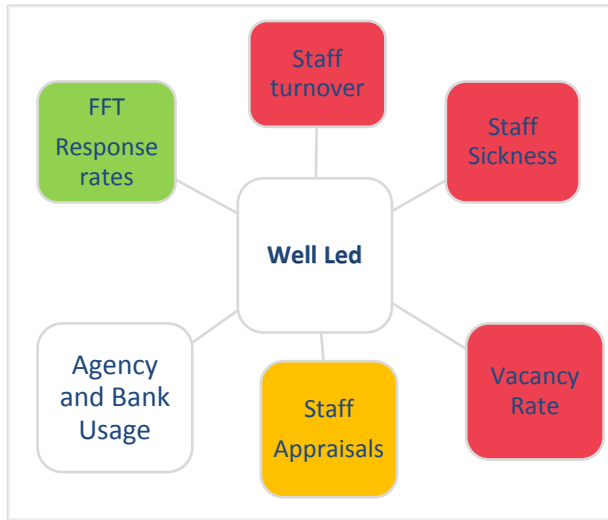 Staff
turnover
FFT
Response
rates
Staff
Sickness
Well Led
Agency
and Bank
Usage
Staff
Appraisals
Vacancy
Rate